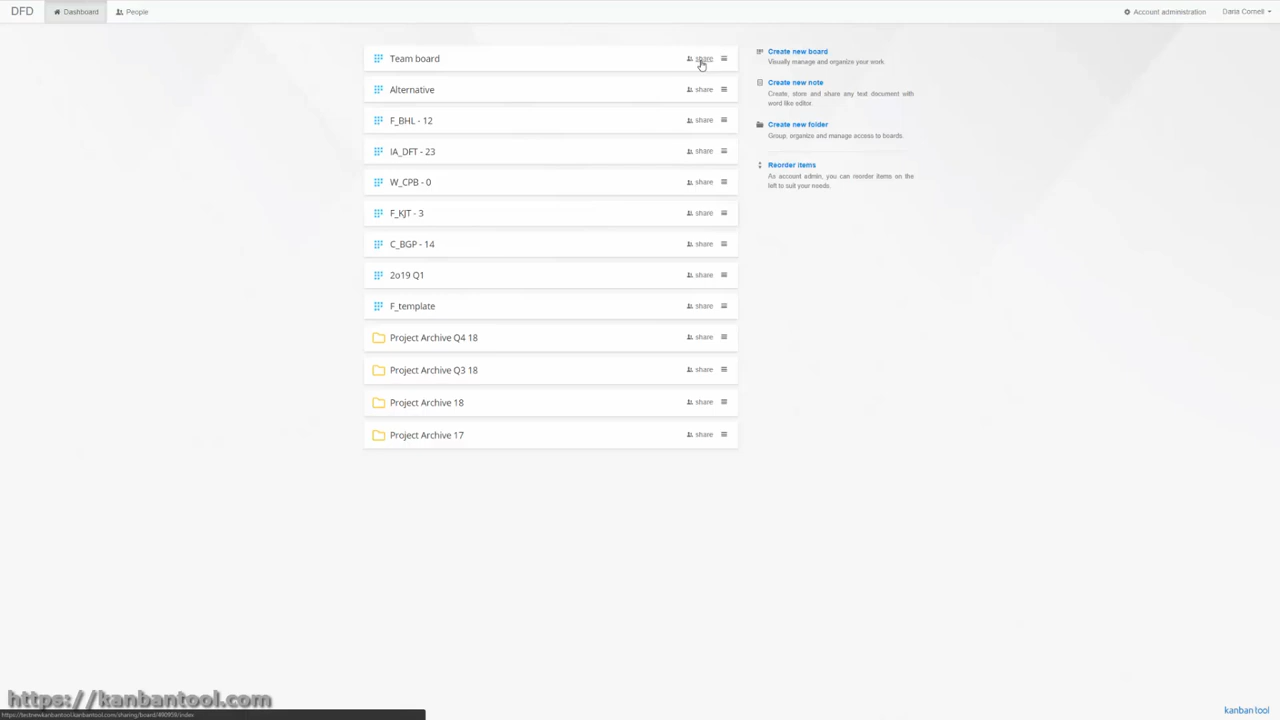 DFD
Dashboard
People
Account administration
Daria Cornell
Team board
share
Alternative
share
F_BHL - 12
share
IA_DFT - 23
share
W_CPB - 0
share
F_KJT - 3
share
C_BGP - 14
share
2o19 Q1
share
F_template
share
Project Archive Q4 18
share
Project Archive Q3 18
share
Project Archive 18
share
Project Archive 17
share
Create new board
Visually manage and organize your work.
Create new note
Create, store and share any text document with
word like editor.
Create new folder
Group, organize and manage access to boards.
Reorder items
As account admin, you can reorder items on the
left to suit your needs.
https://kanbantool.com
kanban tool